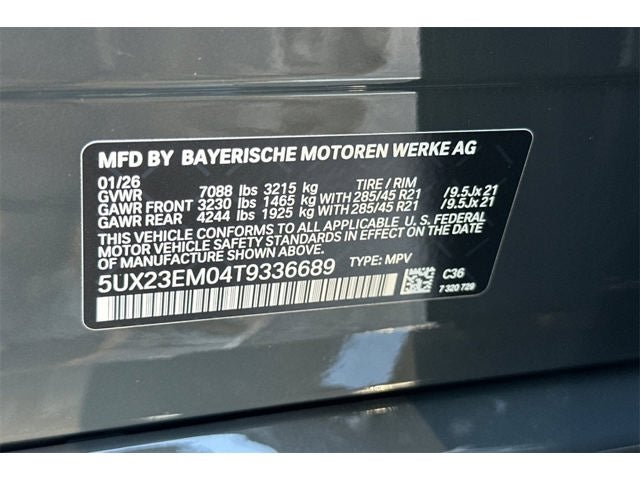 MFD BY BAYERISCHE MOTOREN WERKE AG
01/26
GVWR 7088 lbs 3215 kg TIRE / RIM
GAWR FRONT 3230 lbs 1465 kg WITH 285/45 R21 /9.5Jx21
GAWR REAR 4244 lbs 1925 kg WITH 285/45 R21 /9.5Jx21
THIS VEHICLE CONFORMS TO ALL APPLICABLE U.S. FEDERAL
MOTOR VEHICLE SAFETY STANDARDS IN EFFECT ON THE DATE
OF MANUFACTURE SHOWN ABOVE.
5UX23EM04T9336689 TYPE: MPV C36
7 320 729